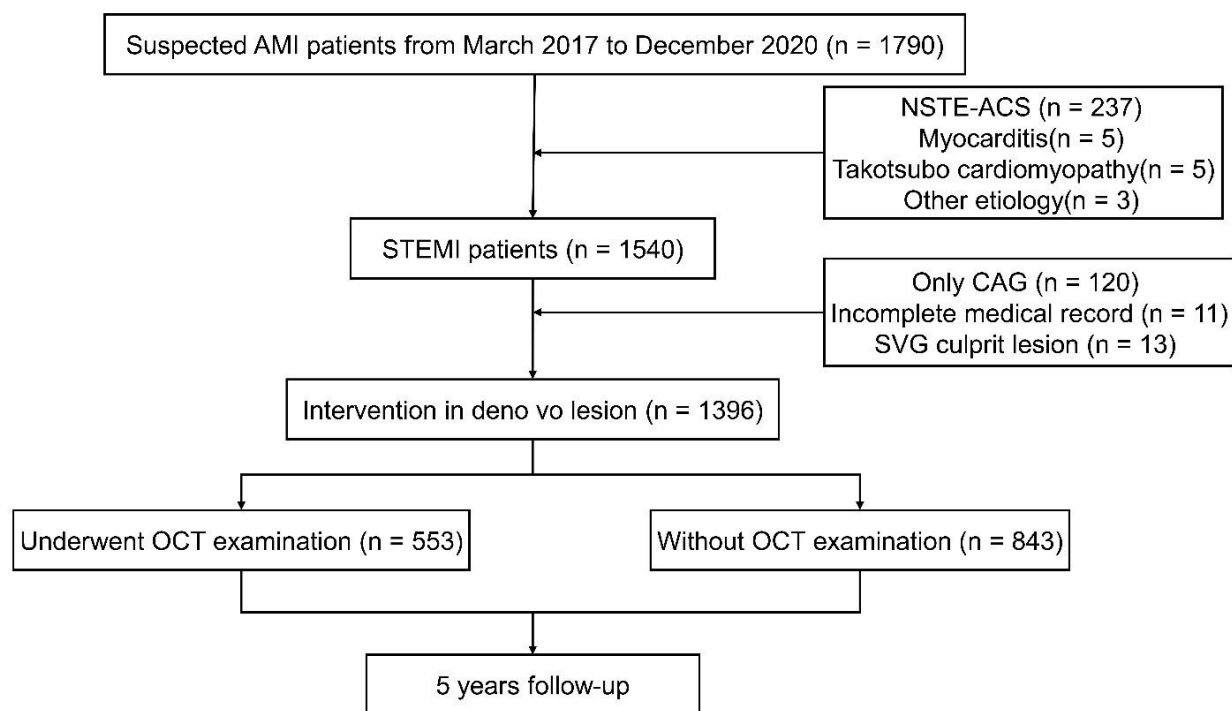 Suspected AMI patients from March 2017 to December 2020 (n = 1790)
NSTE-ACS (n = 237)
Myocarditis(n = 5)
Takotsubo cardiomyopathy(n = 5)
Other etiology(n = 3)
STEMI patients (n = 1540)
Only CAG (n = 120)
Incomplete medical record (n = 11)
SVG culprit lesion (n = 13)
Intervention in deno vo lesion (n = 1396)
Underwent OCT examination (n = 553)
Without OCT examination (n = 843)
5 years follow-up